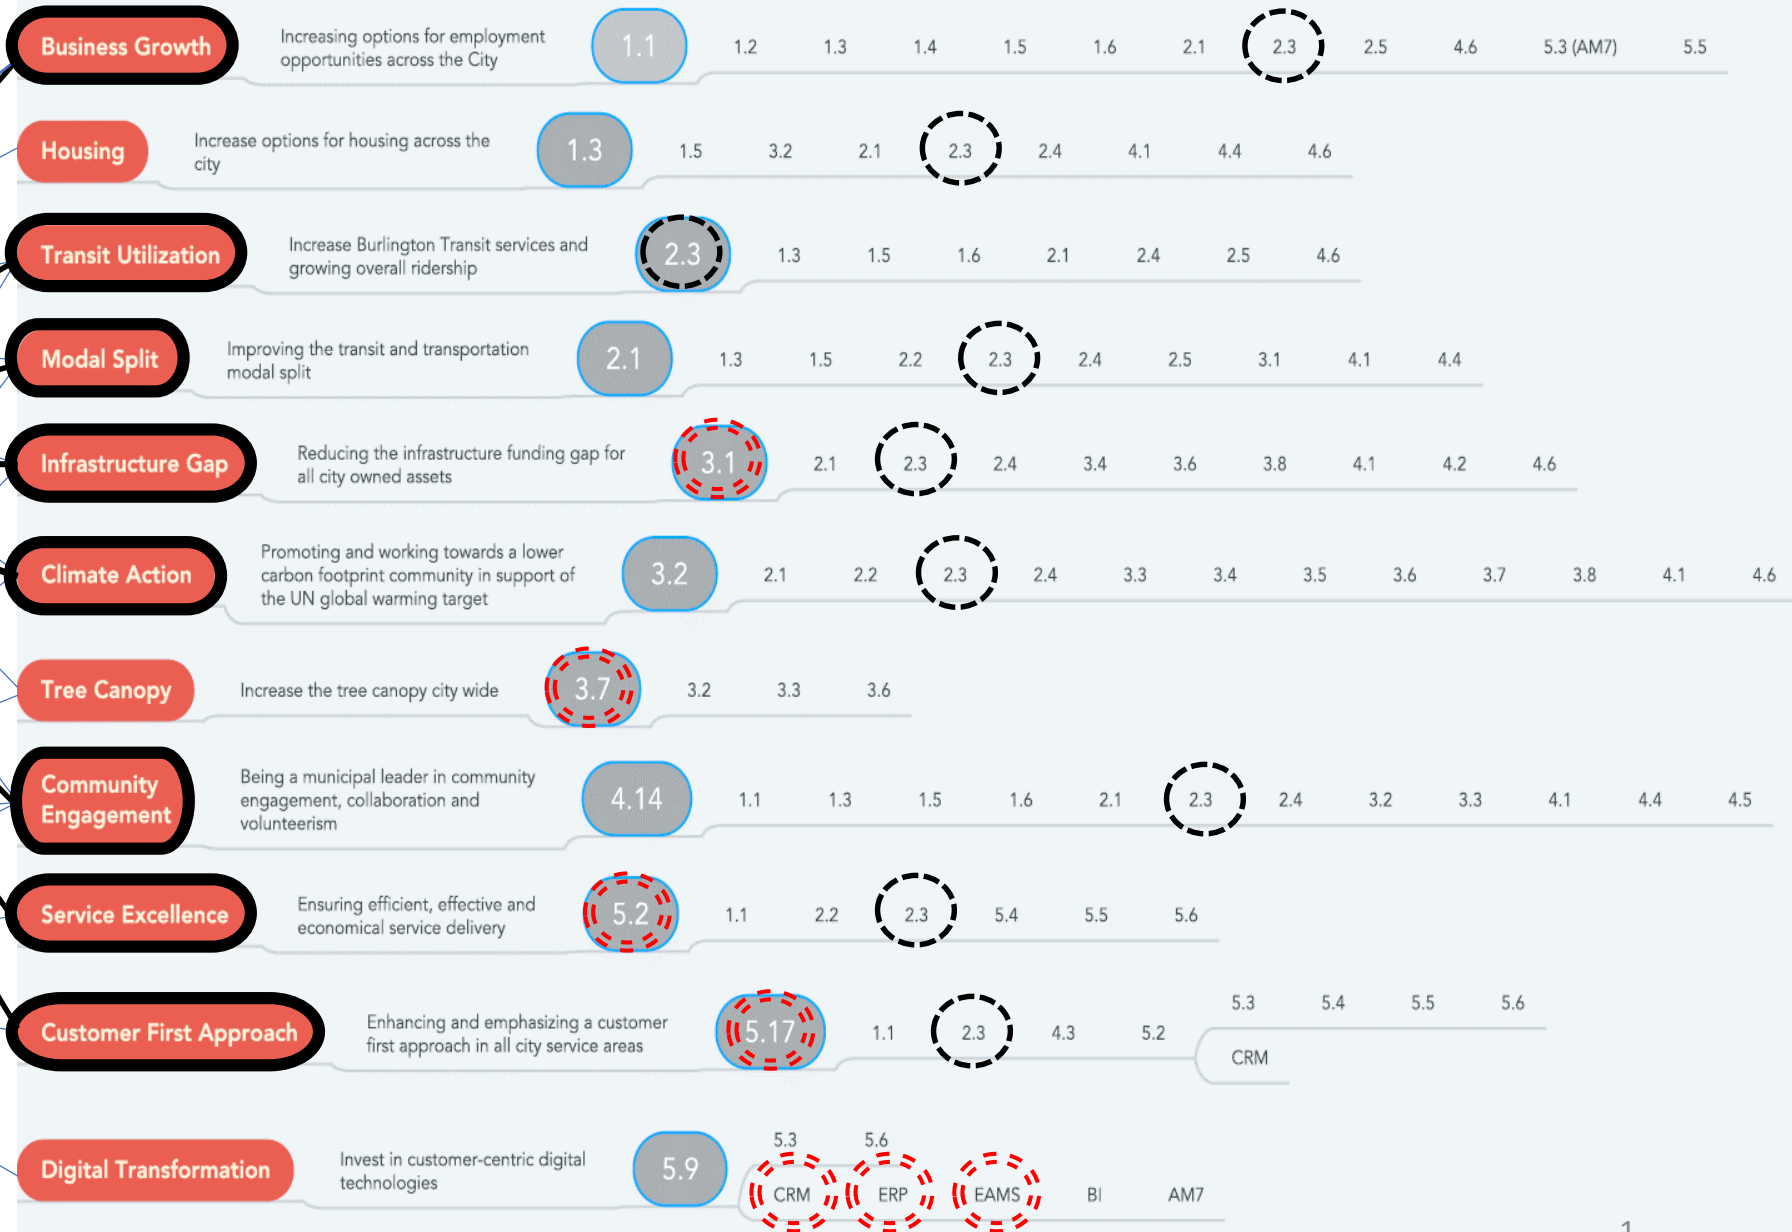 Business Growth
Increasing options for employment
opportunities across the City
1.1
1.2 1.3 1.4 1.5 1.6 2.1 2.3 2.5 4.6 5.3 (AM7) 5.5
Housing
Increase options for housing across the
city
1.3
1.5 3.2 2.1 2.3 2.4 4.1 4.4 4.6
Transit Utilization
Increase Burlington Transit services and
growing overall ridership
2.3
1.3 1.5 1.6 2.1 2.4 2.5 4.6
Modal Split
Improving the transit and transportation
modal split
2.1
1.3 1.5 2.2 2.3 2.4 2.5 3.1 4.1 4.4
Infrastructure Gap
Reducing the infrastructure funding gap for
all city owned assets
3.1
2.1 2.3 2.4 3.4 3.6 3.8 4.1 4.2 4.6
Climate Action
Promoting and working towards a lower
carbon footprint community in support of
the UN global warming target
3.2
2.1 2.2 2.3 2.4 3.3 3.4 3.5 3.6 3.7 3.8 4.1 4.6
Tree Canopy
Increase the tree canopy city wide
3.7
3.2 3.3 3.6
Community
Engagement
Being a municipal leader in community
engagement, collaboration and
volunteerism
4.14
1.1 1.3 1.5 1.6 2.1 2.3 2.4 3.2 3.3 4.1 4.4 4.5
Service Excellence
Ensuring efficient, effective and
economical service delivery
5.2
1.1 2.2 2.3 5.4 5.5 5.6
Customer First Approach
Enhancing and emphasizing a customer
first approach in all city service areas
5.17
1.1 2.3 4.3 5.2
5.3 5.4 5.5 5.6
CRM
Digital Transformation
Invest in customer-centric digital
technologies
5.9
5.3 5.6
CRM ERP EAMS BI AM7